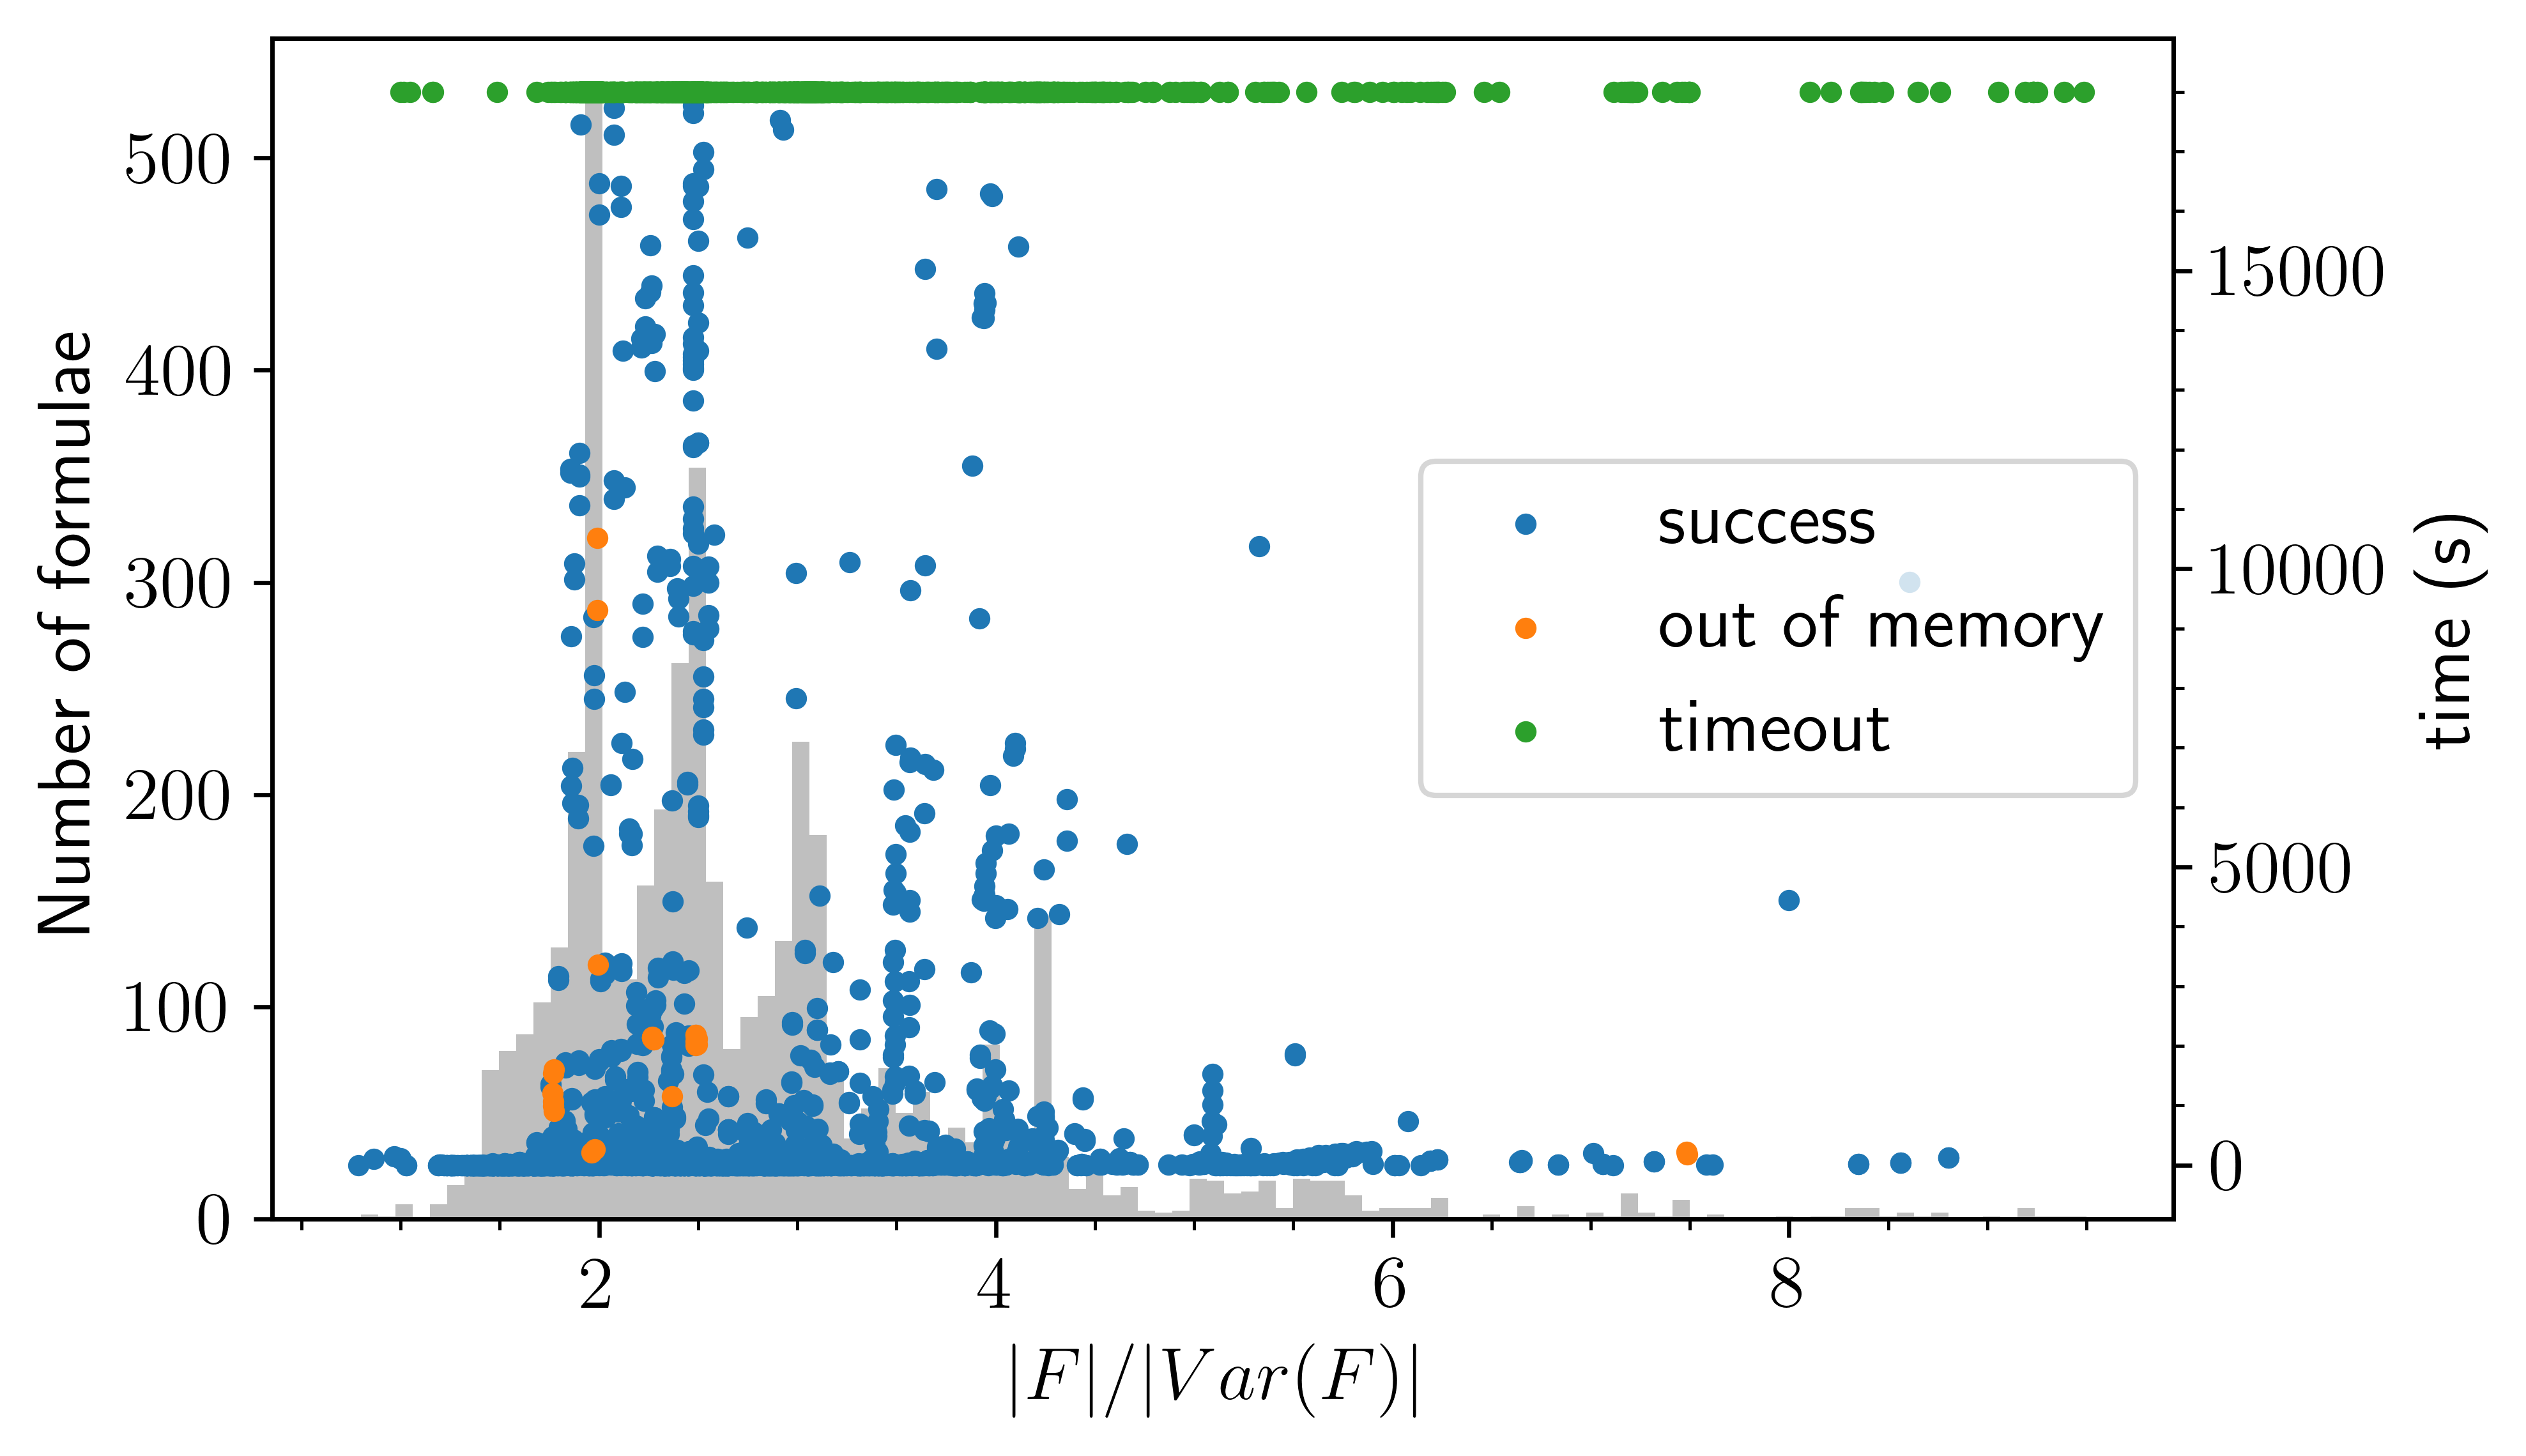 500
400
300
200
100
0
Number of formulae
2
4
6
8
|F|/|Var(F)|
15000
10000
5000
0
time (s)
success
out of memory
timeout